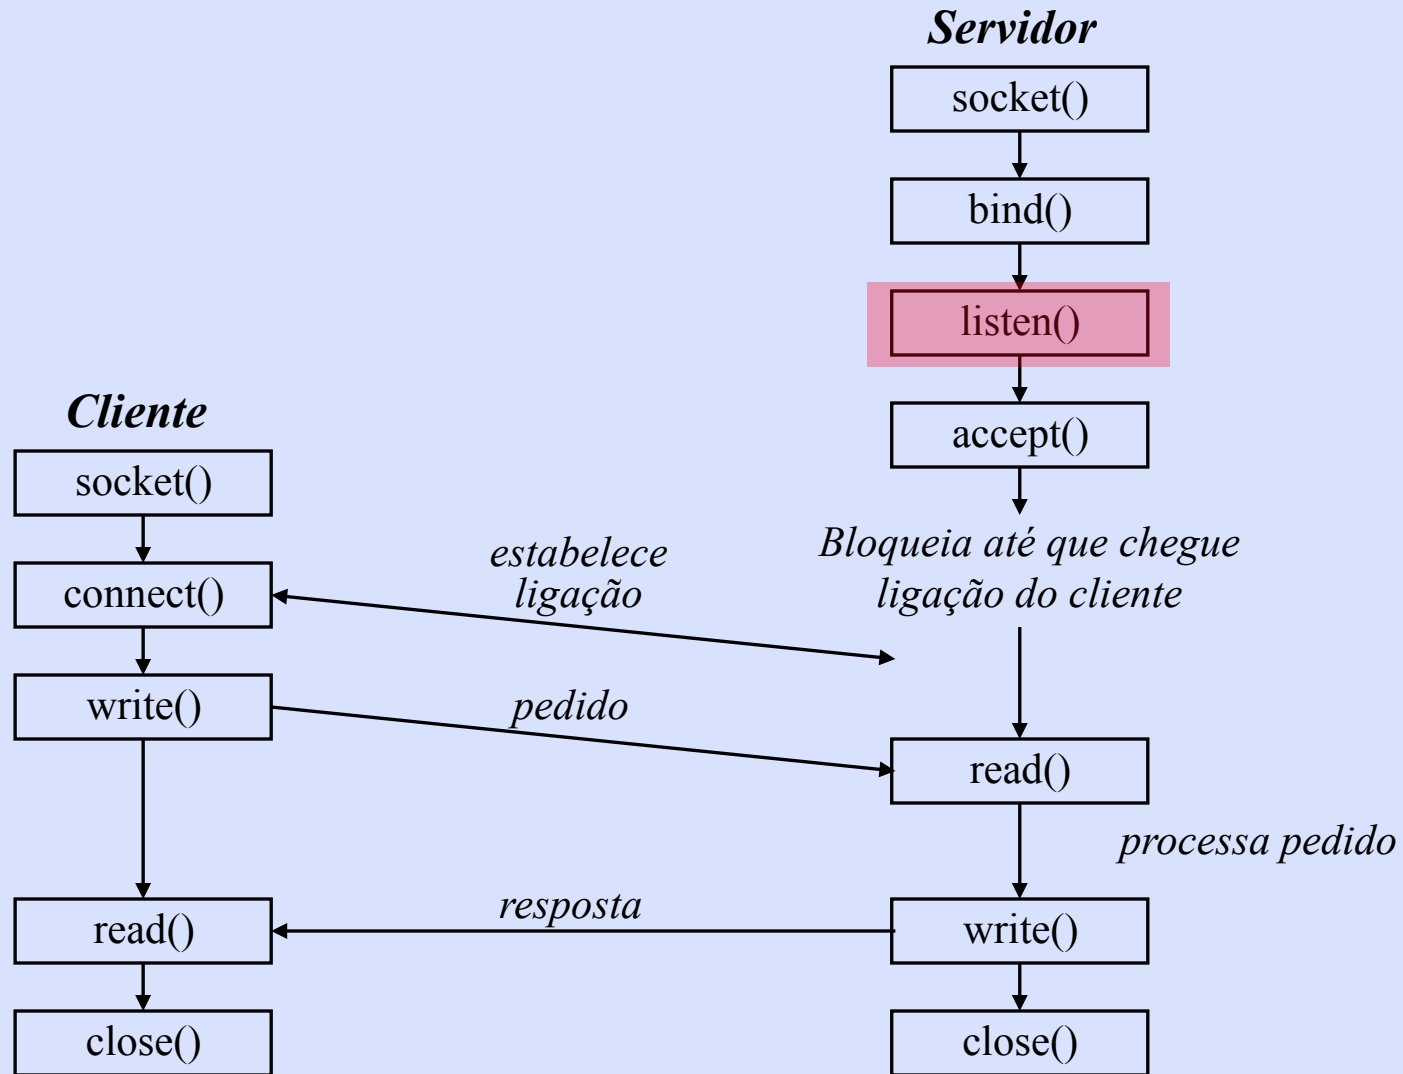 Servidor
socket()
bind()
listen()
accept()
Bloqueia até que chegue
ligação do cliente
read()
processa pedido
write()
close()
Cliente
socket()
connect()
write()
read()
close()
estabelece
ligação
pedido
resposta